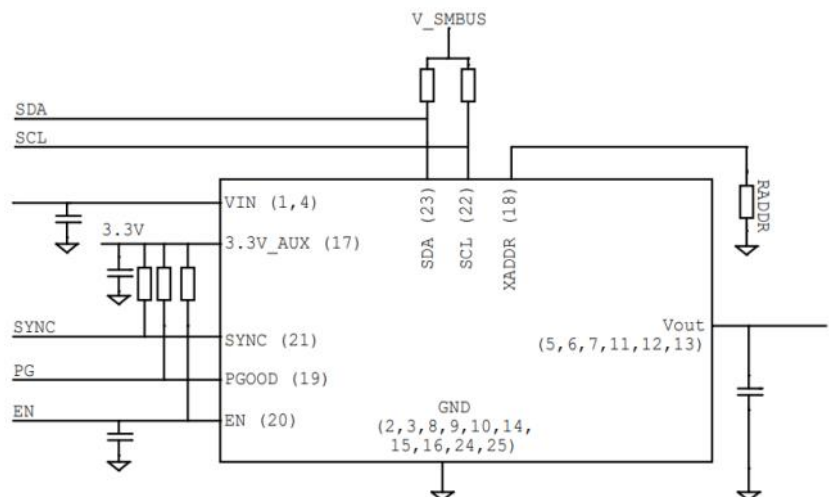 V_SMBUS
SDA
SCL
VIN (1,4)
3.3V
3.3V_AUX (17)
SDA (23)
SCL (22)
XADDR (18)
RADDR
SYNC
SYNC (21)
Vout
(5,6,7,11,12,13)
PG
PGOOD (19)
EN
EN (20)
GND
(2,3,8,9,10,14,
15,16,24,25)